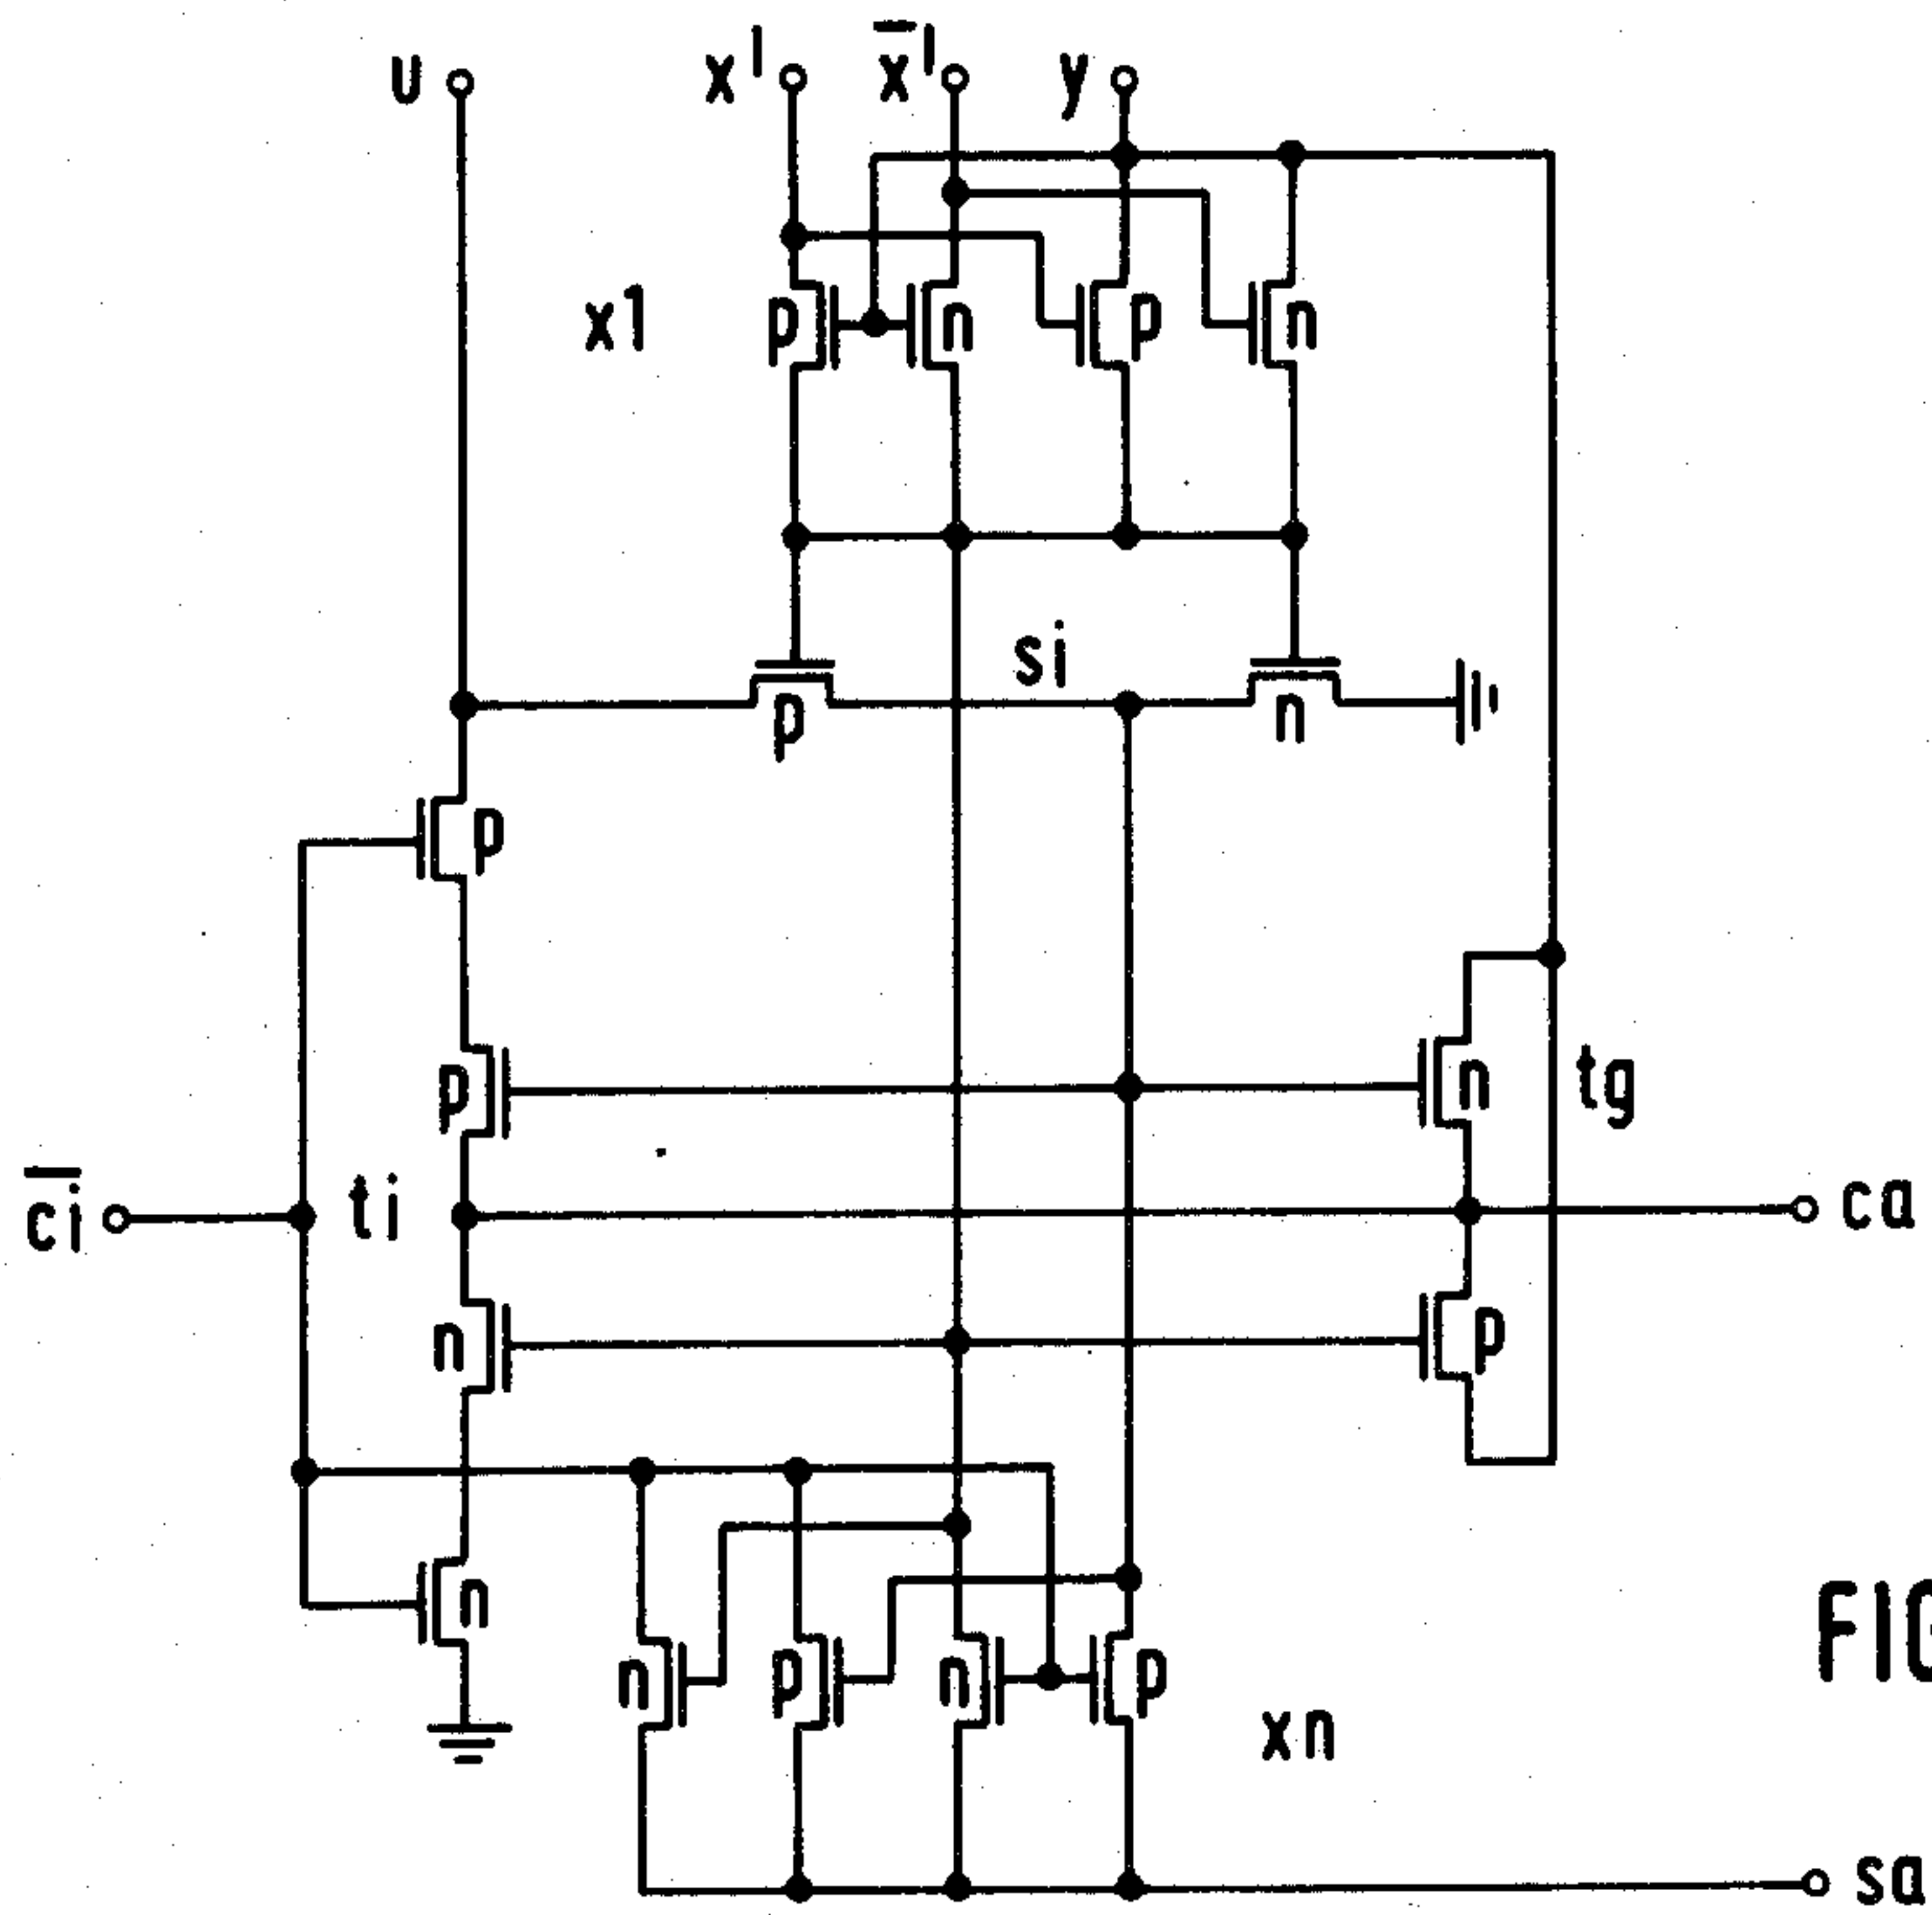 u x' x̄' y
x1 p n p n
si
p n
p
p n tg
c̄ī ti ca
n p
n
n p n p
xn
FIG
sa